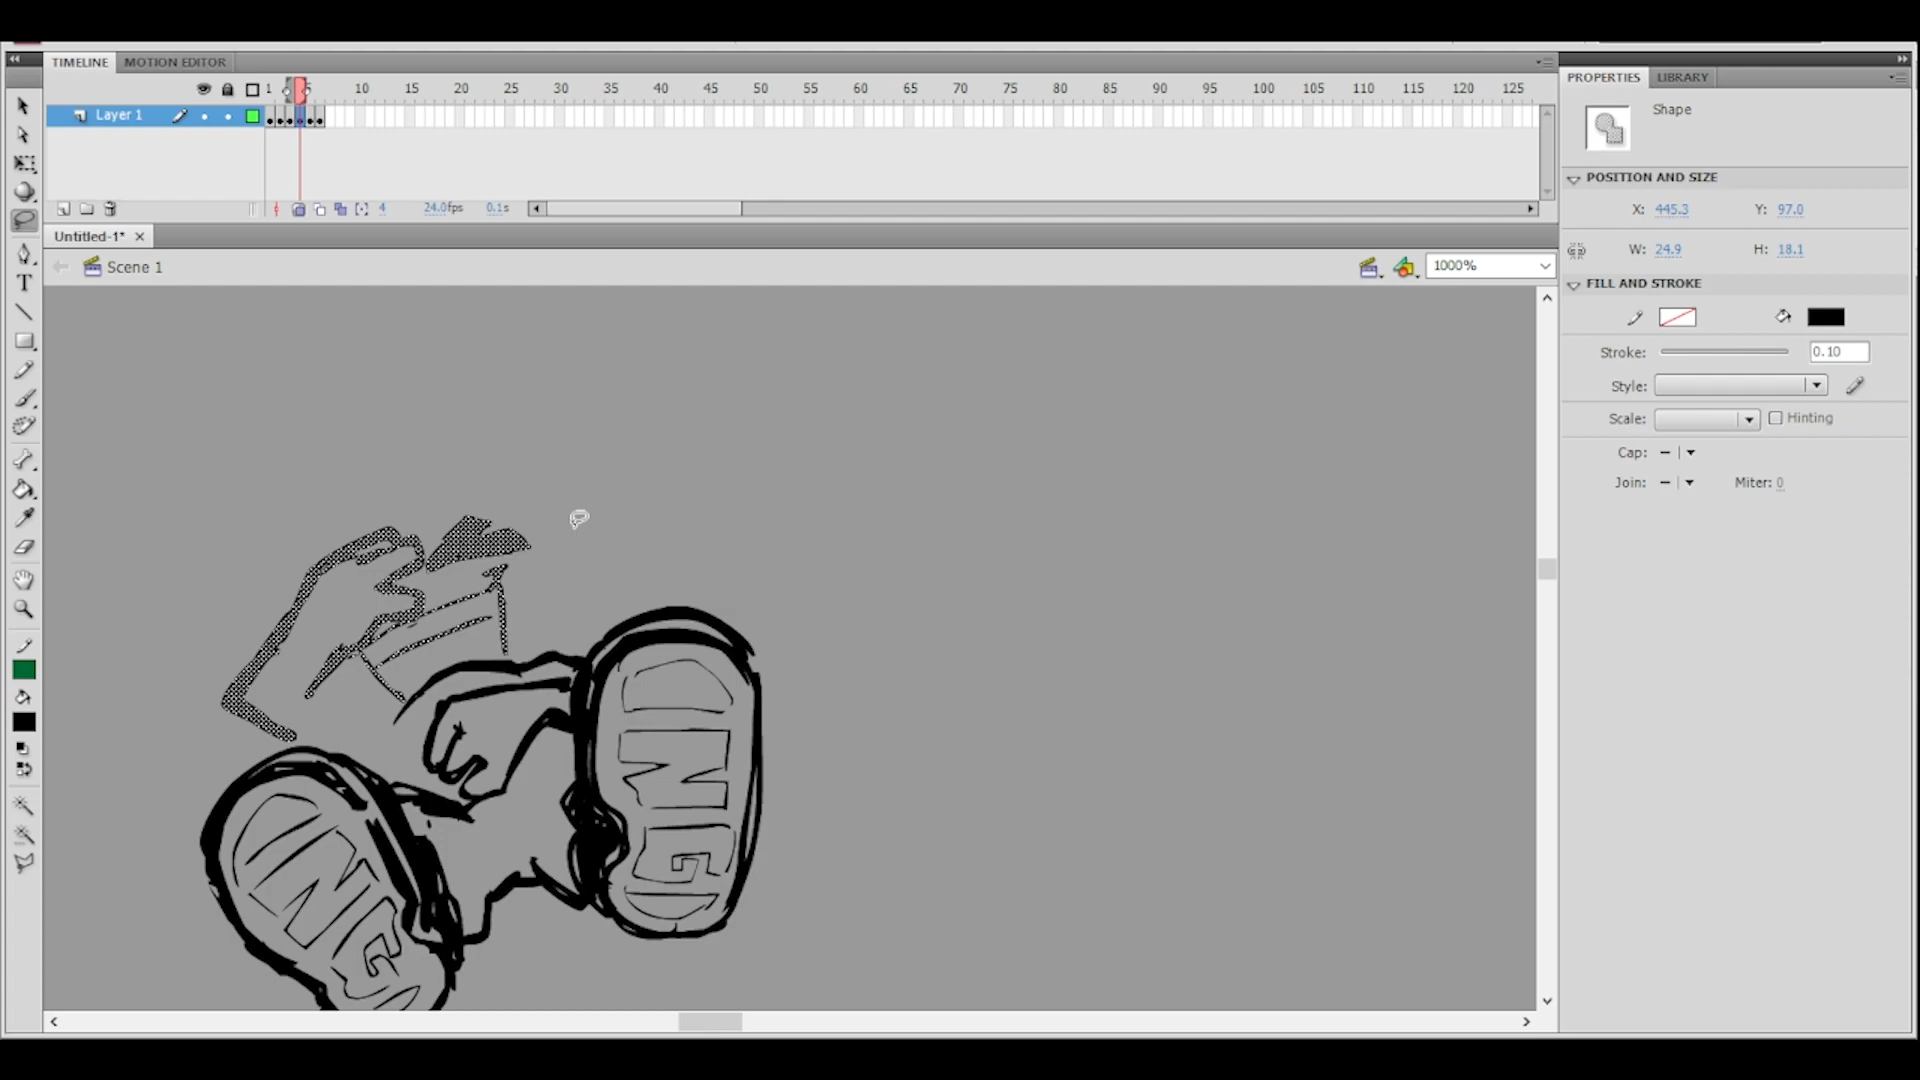 TIMELINE MOTION EDITOR
1 5 10 15 20 25 30 35 40 45 50 55 60 65 70 75 80 85 90 95 100 105 110 115 120 125
Layer 1
4 24.0fps 0.1s
Untitled-1*
Scene 1
1000%
PROPERTIES LIBRARY
Shape
POSITION AND SIZE
X: 445.3 Y: 97.0
W: 24.9 H: 18.1
FILL AND STROKE
Stroke: 0.10
Style:
Scale: Hinting
Cap:
Join: Miter: 0
T